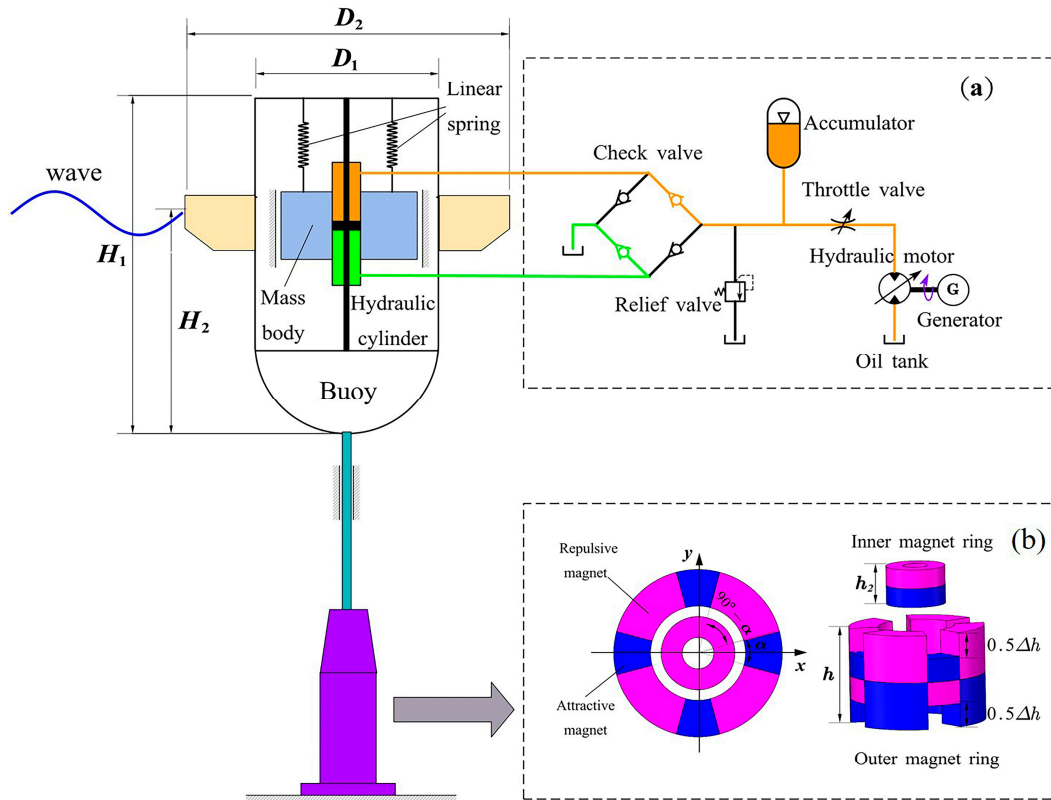 D₂
D₁
Linear
spring
wave
H₁
H₂
Mass
body
Hydraulic
cylinder
Buoy
(a)
Accumulator
Check valve
Throttle valve
Hydraulic motor
Relief valve
G
Generator
Oil tank
(b)
Repulsive
magnet
y
90° − α
α
x
Attractive
magnet
Inner magnet ring
h₂
h
0.5Δh
0.5Δh
Outer magnet ring